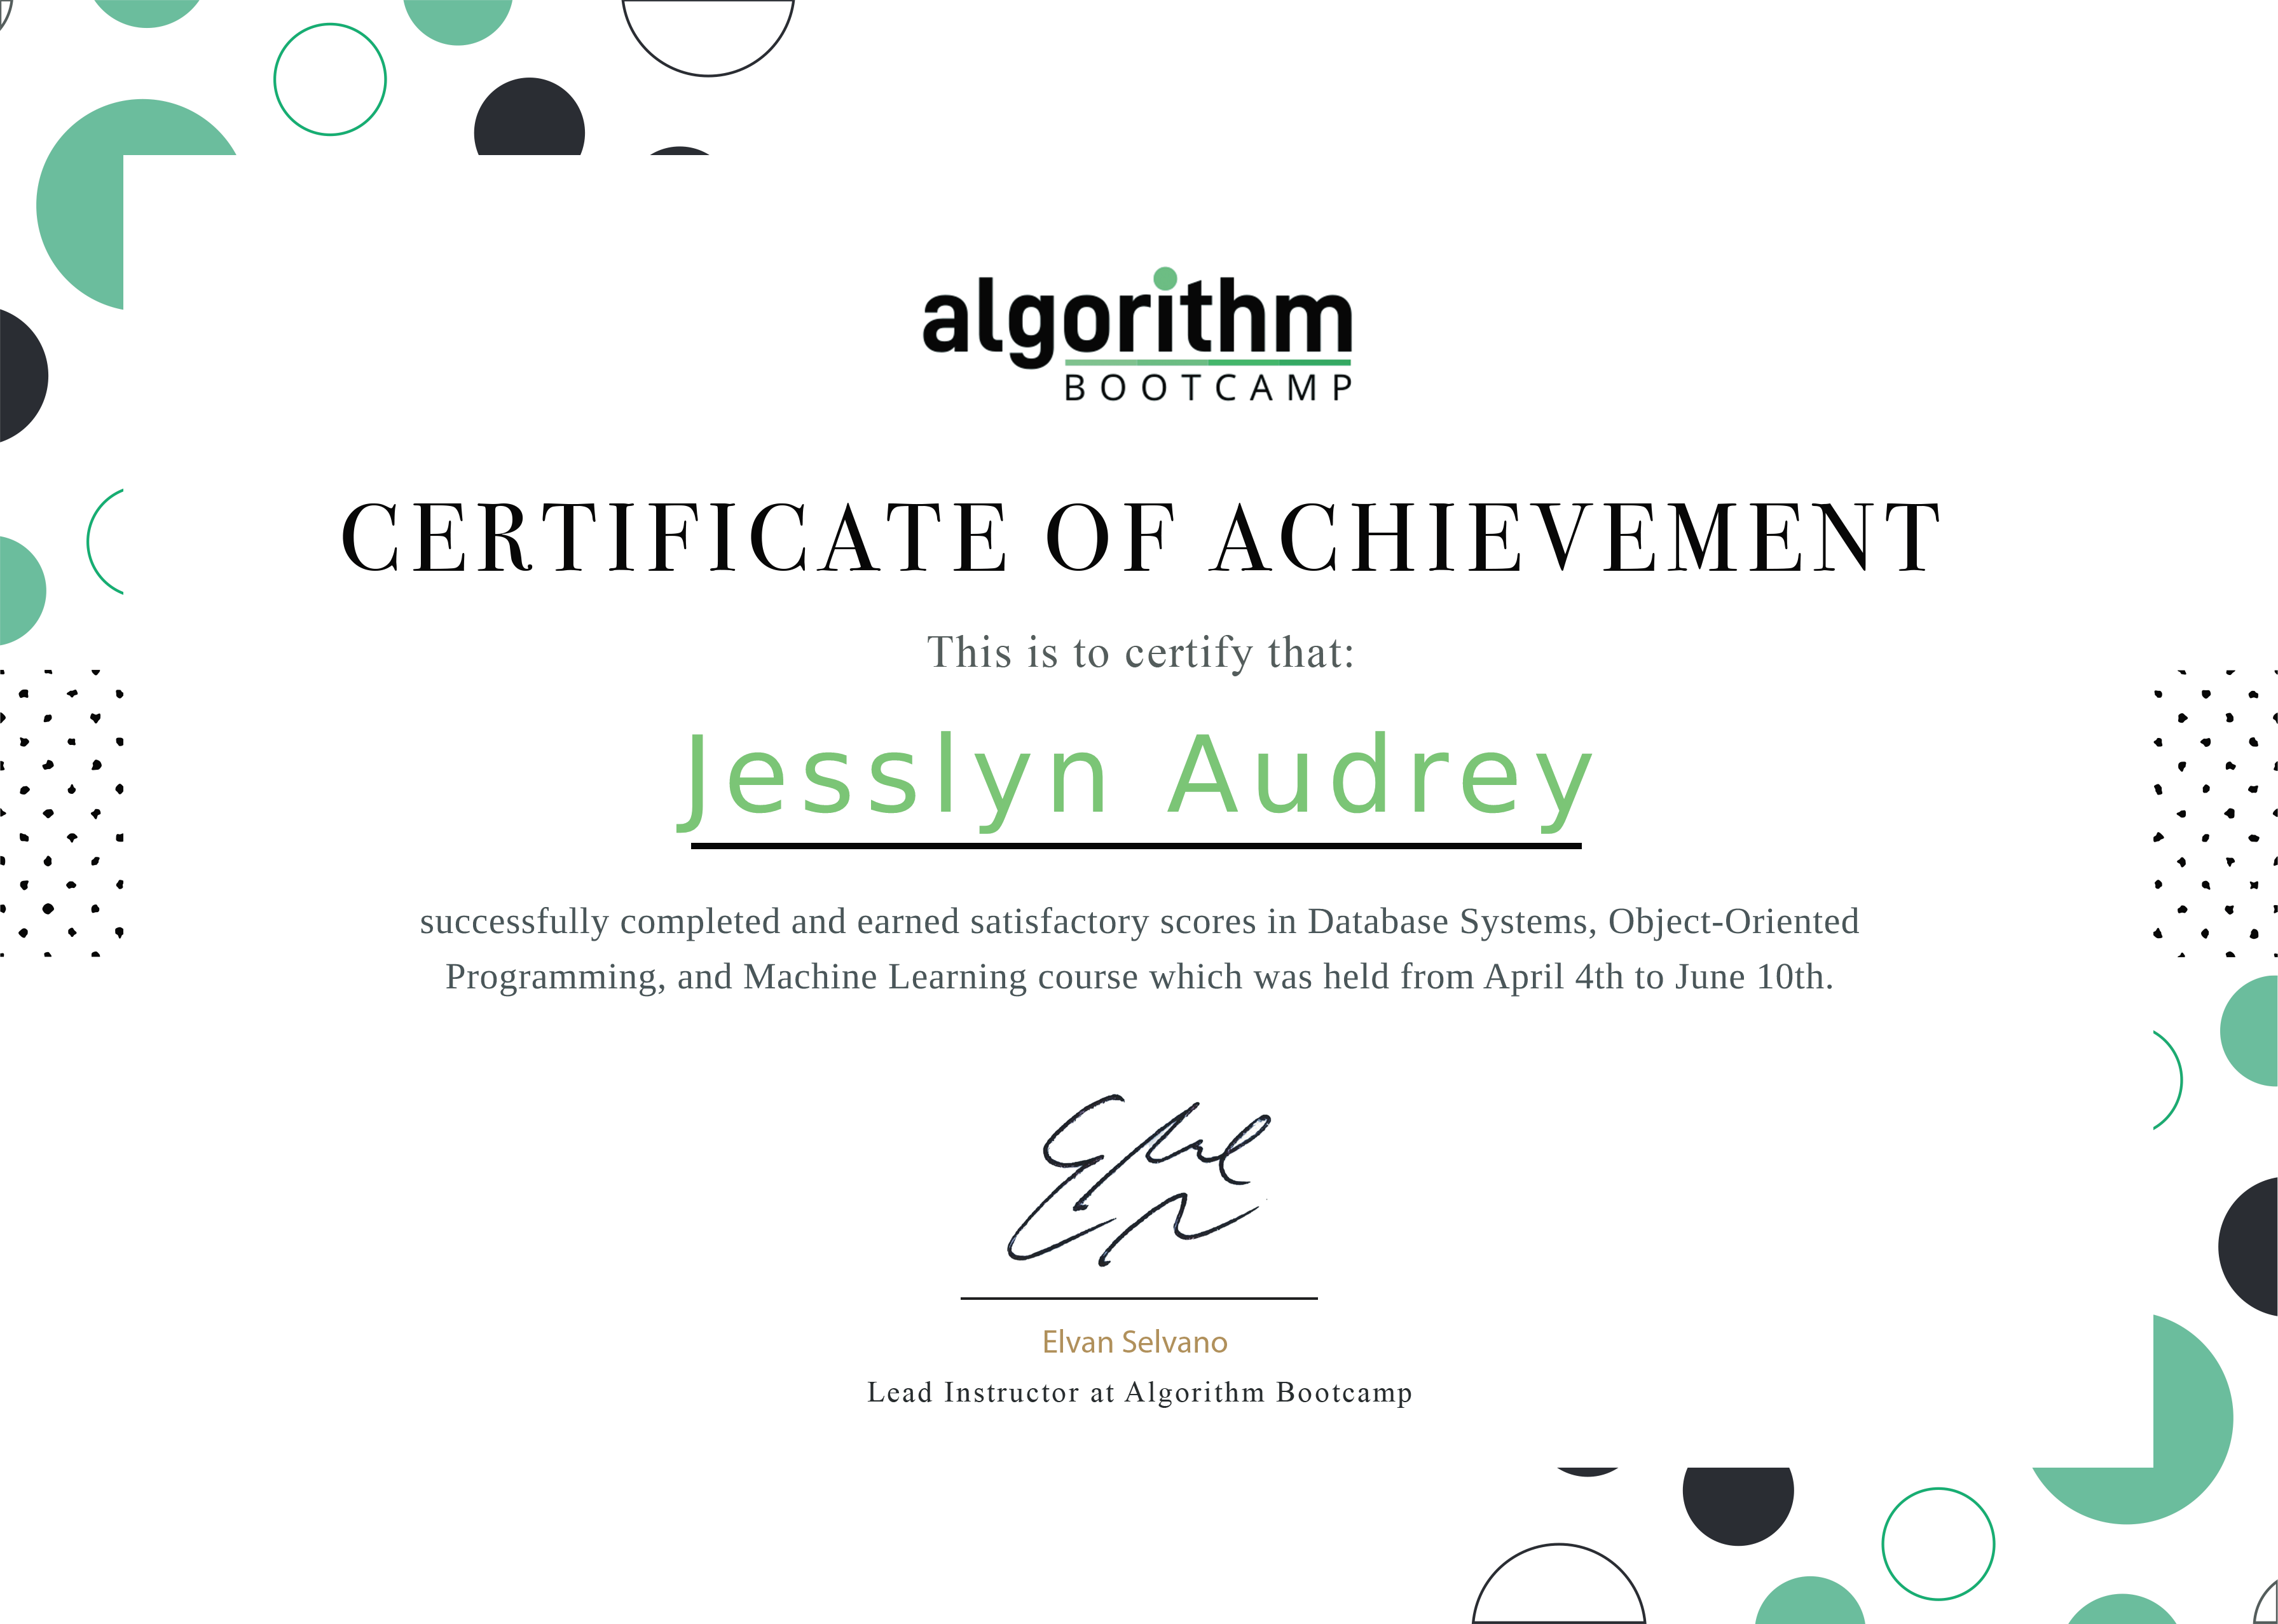 algorithm
BOOTCAMP
CERTIFICATE OF ACHIEVEMENT
This is to certify that:
Jesslyn Audrey
successfully completed and earned satisfactory scores in Database Systems, Object-Oriented
Programming, and Machine Learning course which was held from April 4th to June 10th.
Elvan Selvano
Lead Instructor at Algorithm Bootcamp